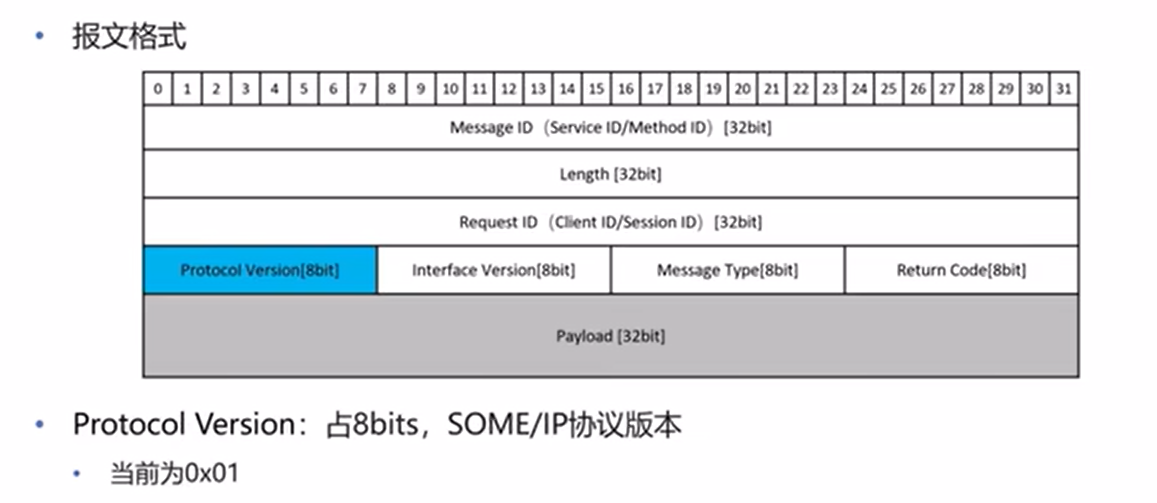 报文格式
0 1 2 3 4 5 6 7 8 9 10 11 12 13 14 15 16 17 18 19 20 21 22 23 24 25 26 27 28 29 30 31
Message ID（Service ID/Method ID）[32bit]
Length [32bit]
Request ID（Client ID/Session ID）[32bit]
Protocol Version[8bit] Interface Version[8bit] Message Type[8bit] Return Code[8bit]
Payload [32bit]
Protocol Version：占8bits，SOME/IP协议版本
当前为0x01